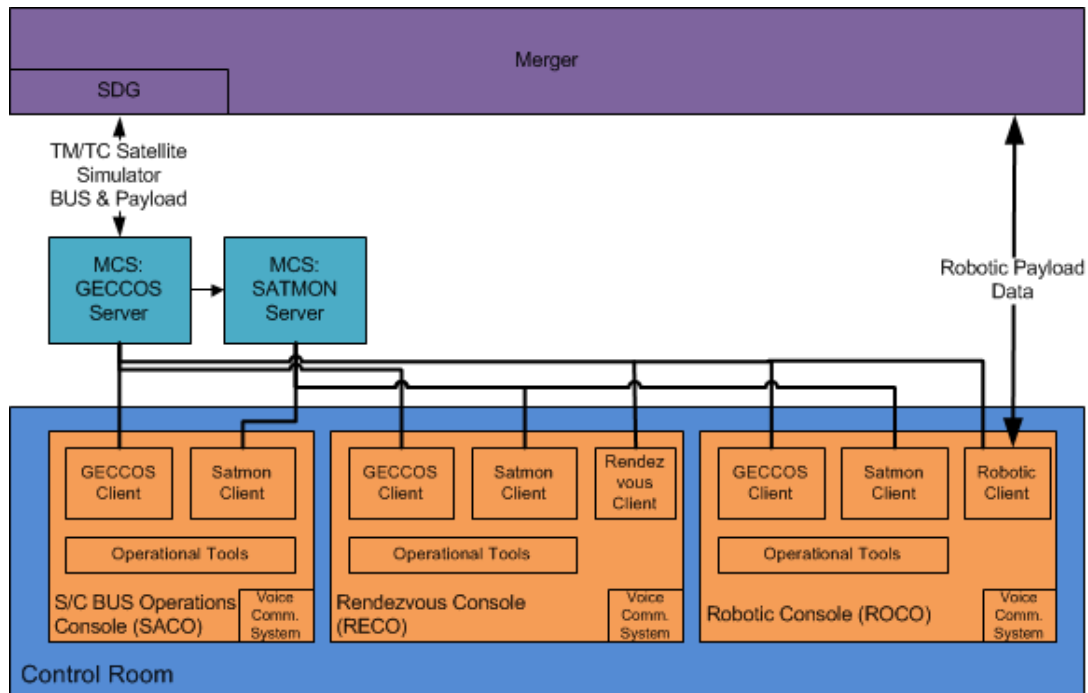 Merger
SDG
TM/TC Satellite
Simulator
BUS & Payload
MCS:
GECCOS
Server
MCS:
SATMON
Server
Robotic Payload
Data
GECCOS
Client
Satmon
Client
Operational Tools
S/C BUS Operations
Console (SACO)
Voice
Comm.
System
GECCOS
Client
Satmon
Client
Rendez
vous
Client
Operational Tools
Rendezvous Console
(RECO)
Voice
Comm.
System
GECCOS
Client
Satmon
Client
Robotic
Client
Operational Tools
Robotic Console (ROCO)
Voice
Comm.
System
Control Room